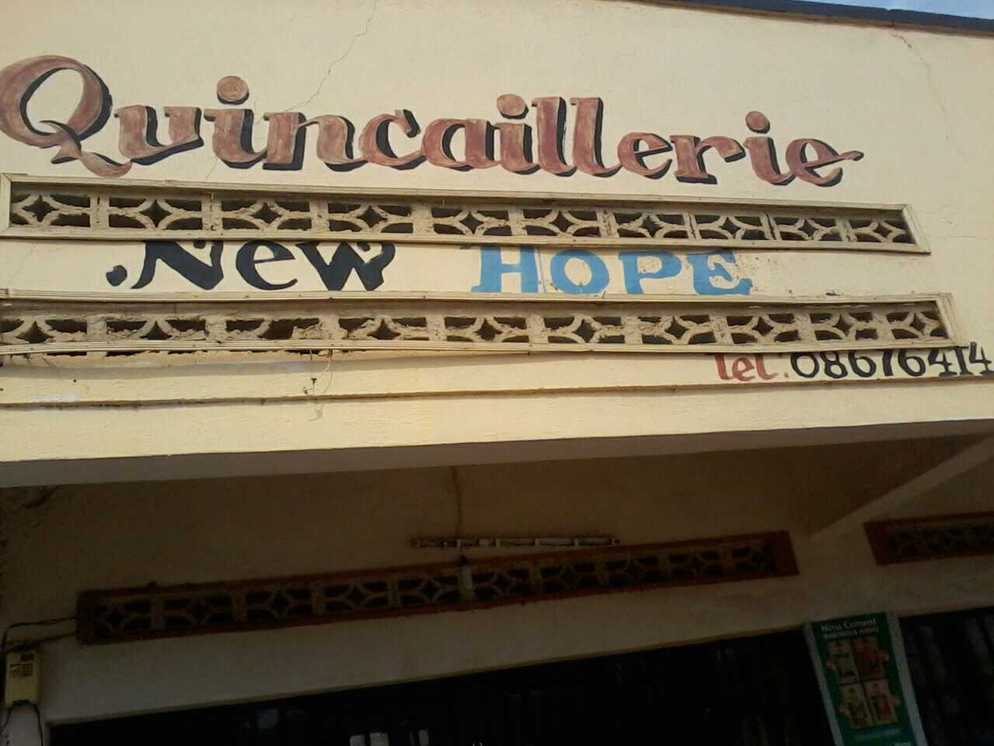 Quincaillerie
New HOPE
Tel: 08676414